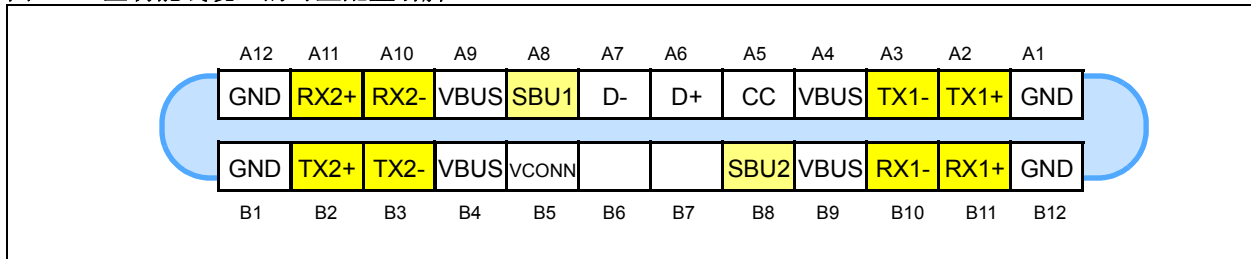 A12 A11 A10 A9 A8 A7 A6 A5 A4 A3 A2 A1
GND RX2+ RX2- VBUS SBU1 D- D+ CC VBUS TX1- TX1+ GND
GND TX2+ TX2- VBUS VCONN SBU2 VBUS RX1- RX1+ GND
B1 B2 B3 B4 B5 B6 B7 B8 B9 B10 B11 B12